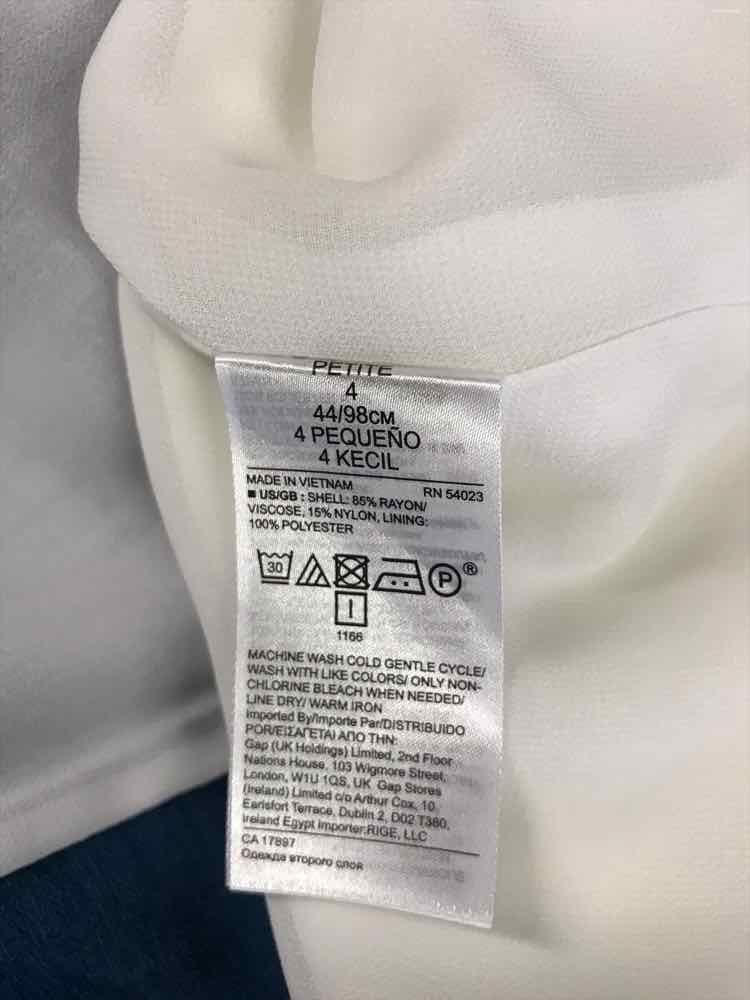 PETITE
4
44/98CM
4 PEQUEÑO
4 KECIL
MADE IN VIETNAM RN 54023
■ US/GB : SHELL: 85% RAYON/
VISCOSE, 15% NYLON, LINING:
100% POLYESTER
30 P ®
1166
MACHINE WASH COLD GENTLE CYCLE/
WASH WITH LIKE COLORS/ ONLY NON-
CHLORINE BLEACH WHEN NEEDED/
LINE DRY/ WARM IRON
Imported By/Importe Par/DISTRIBUIDO
POR/ΕΙΣΑΓΕΤΑΙ ΑΠΟ ΤΗΝ:
Gap (UK Holdings) Limited, 2nd Floor
Nations House, 103 Wigmore Street,
London, W1U 1QS, UK Gap Stores
(Ireland) Limited c/o Arthur Cox, 10
Earlsfort Terrace, Dublin 2, D02 T380,
Ireland Egypt Importer:RIGE, LLC
CA 17897
Одежда второго слоя